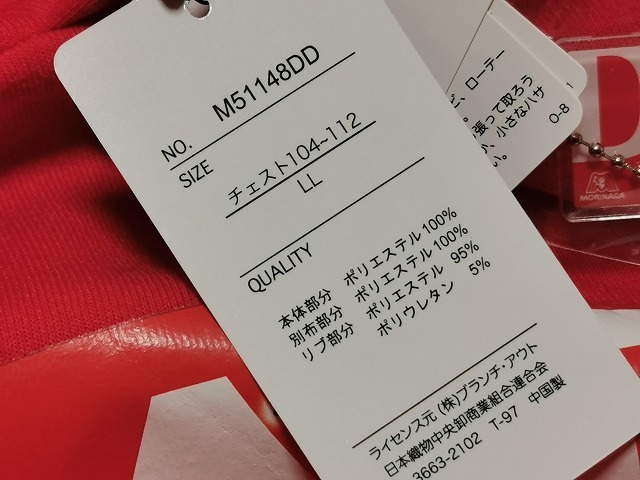 NO. M51148DD
SIZE
チェスト104~112
LL
QUALITY
本体部分 ポリエステル100%
別布部分 ポリエステル100%
リブ部分 ポリエステル 95%
ポリウレタン 5%
ライセンス元 (株)ブランチ・アウト
日本織物中央卸商業組合連合会
3663-2102 T-97 中国製
ビ、ローテー
張って取ろう
、小さなハサ
い。
0-8
MORINAGA